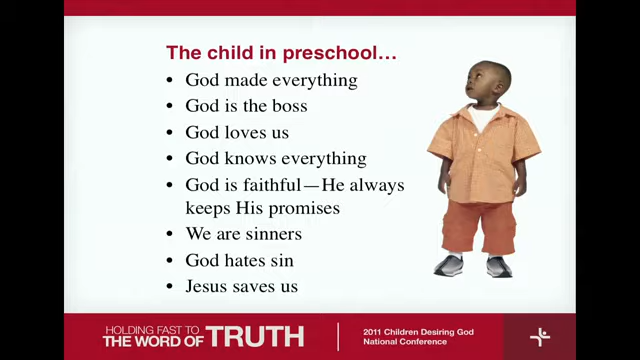 The child in preschool…
• God made everything
• God is the boss
• God loves us
• God knows everything
• God is faithful—He always
keeps His promises
• We are sinners
• God hates sin
• Jesus saves us
HOLDING FAST TO
THE WORD OF TRUTH
2011 Children Desiring God
National Conference